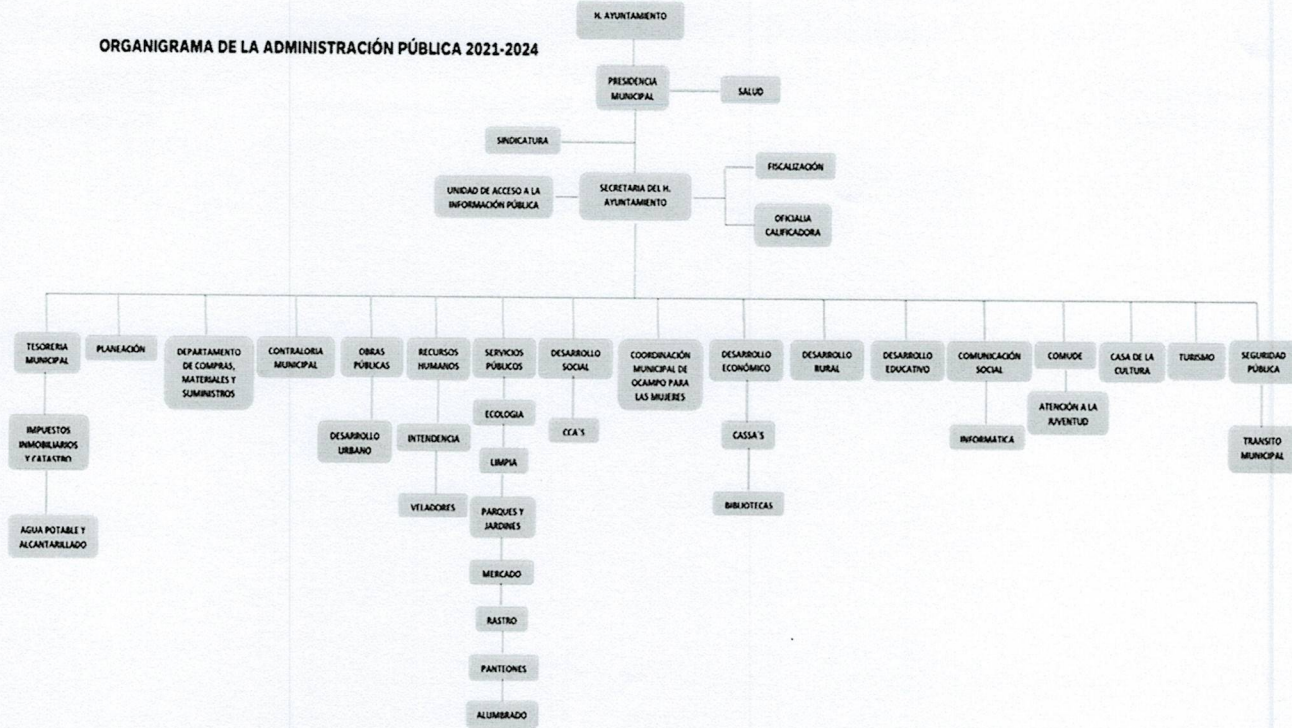 H. AYUNTAMIENTO
ORGANIGRAMA DE LA ADMINISTRACIÓN PÚBLICA 2021-2024
PRESIDENCIA
MUNICIPAL
SALUD
SINDICATURA
FISCALIZACIÓN
UNIDAD DE ACCESO A LA
INFORMACIÓN PÚBLICA
SECRETARIA DEL H.
AYUNTAMIENTO
OFICIALIA
CALIFICADORA
TESORERIA
MUNICIPAL
PLANEACIÓN
DEPARTAMENTO
DE COMPRAS,
MATERIALES Y
SUMINISTROS
CONTRALORIA
MUNICIPAL
OBRAS
PÚBLICAS
RECURSOS
HUMANOS
SERVICIOS
PÚBLICOS
DESARROLLO
SOCIAL
COORDINACIÓN
MUNICIPAL DE
OCAMPO PARA
LAS MUJERES
DESARROLLO
ECONÓMICO
DESARROLLO
RURAL
DESARROLLO
EDUCATIVO
COMUNICACIÓN
SOCIAL
COMUDE
CASA DE LA
CULTURA
TURISMO
SEGURIDAD
PÚBLICA
IMPUESTOS
INMOBILIARIOS
Y CATASTRO
AGUA POTABLE Y
ALCANTARILLADO
DESARROLLO
URBANO
INTENDENCIA
VELADORES
ECOLOGIA
LIMPIA
PARQUES Y
JARDINES
MERCADO
RASTRO
PANTEONES
ALUMBRADO
CCA´S
CASSA´S
BIBLIOTECAS
INFORMATICA
ATENCIÓN A LA
JUVENTUD
TRANSITO
MUNICIPAL